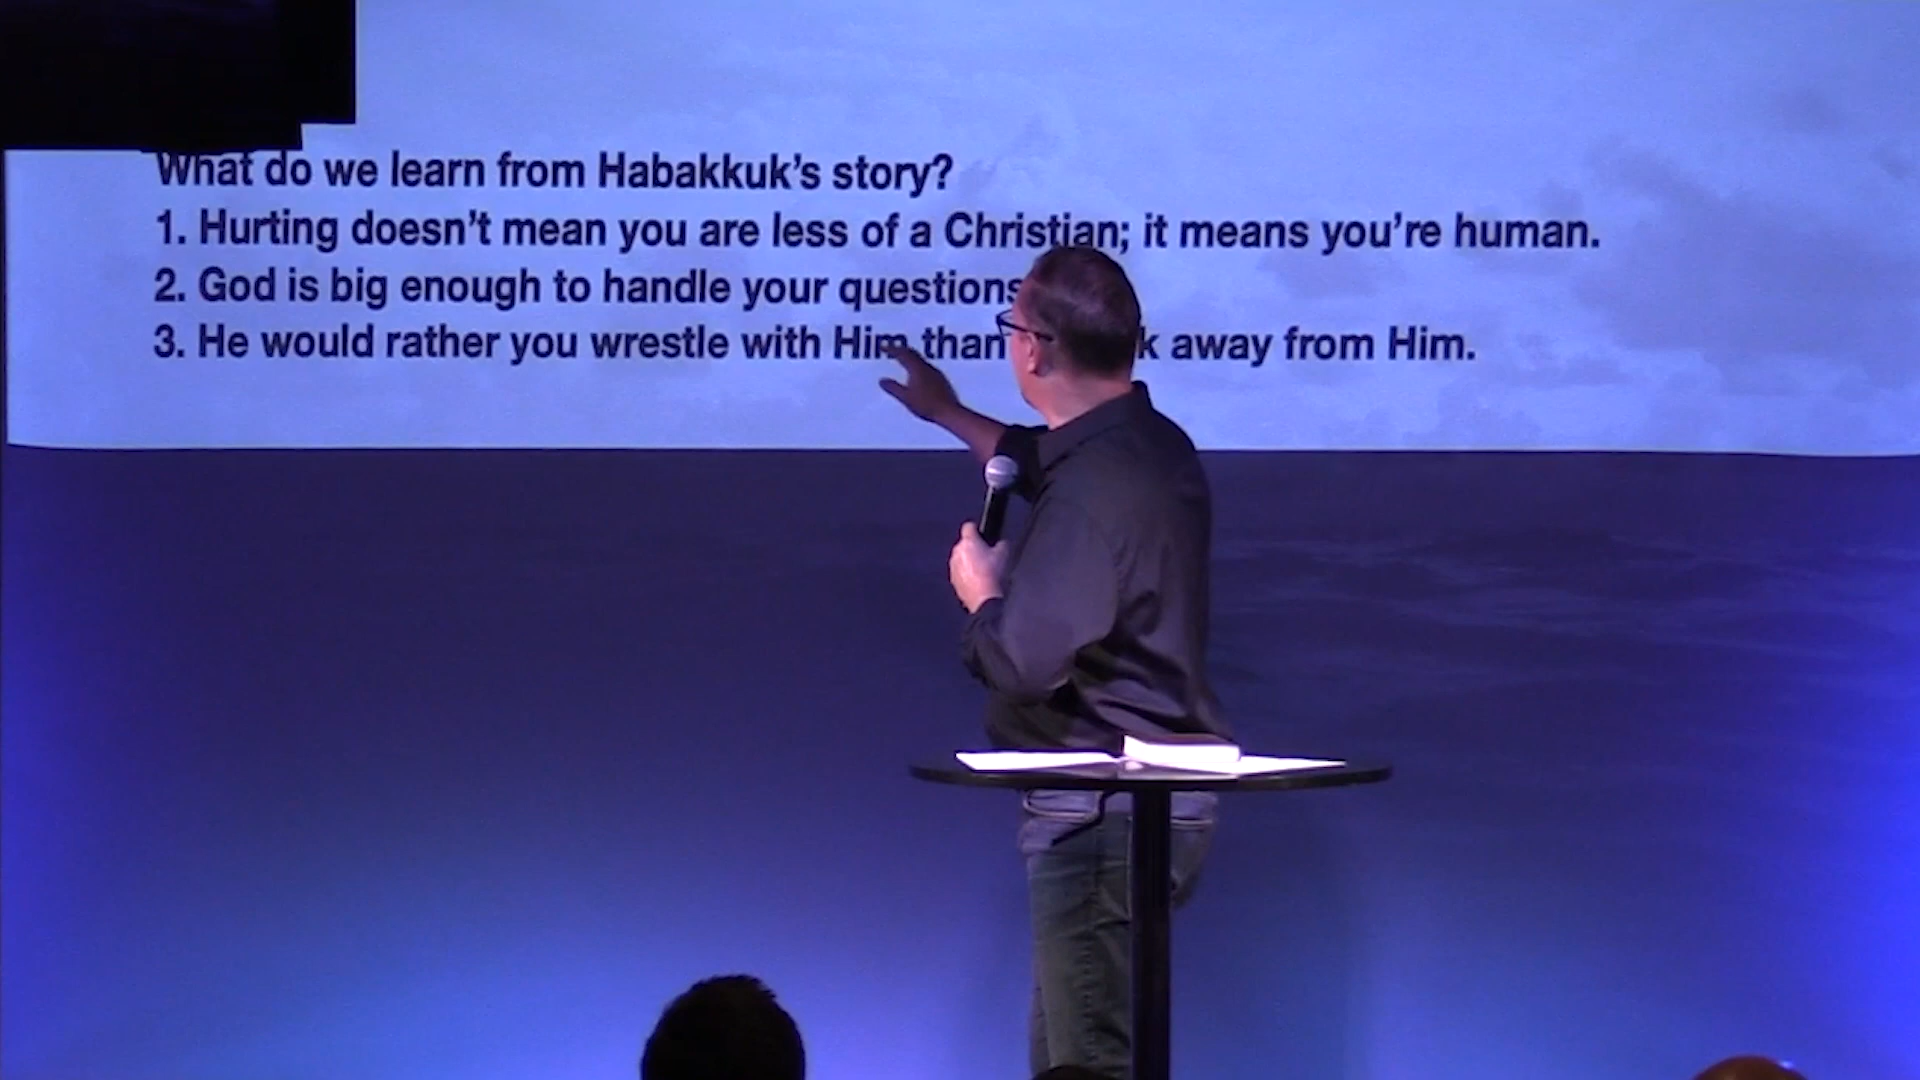 What do we learn from Habakkuk's story?
1. Hurting doesn't mean you are less of a Christian; it means you're human.
2. God is big enough to handle your questions
3. He would rather you wrestle with Him than away from Him.